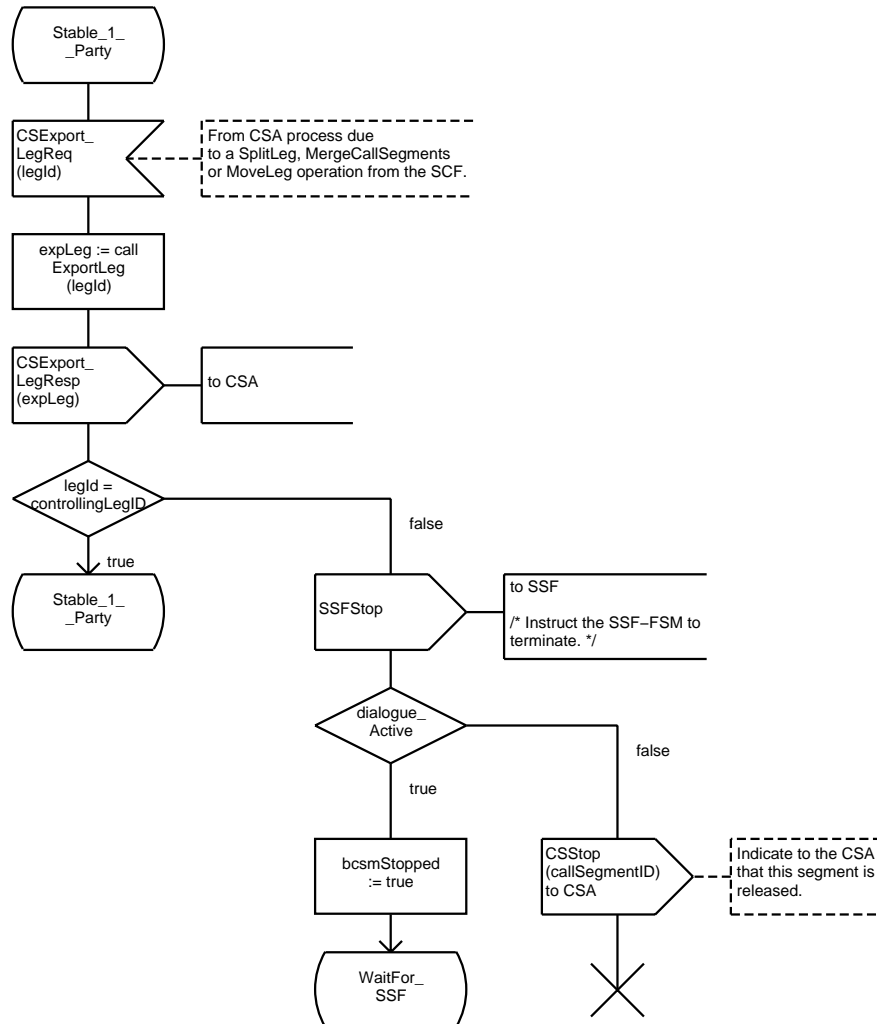 Stable_1_
_Party
CSExport_
LegReq
(legId)
From CSA process due
to a SplitLeg, MergeCallSegments
or MoveLeg operation from the SCF.
expLeg := call
ExportLeg
(legId)
CSExport_
LegResp
(expLeg)
to CSA
legId =
controllingLegID
false
true
Stable_1_
_Party
SSFStop
to SSF
/* Instruct the SSF−FSM to
terminate. */
dialogue_
Active
false
true
bcsmStopped
:= true
CSStop
(callSegmentID)
to CSA
Indicate to the CSA
that this segment is
released.
WaitFor_
SSF